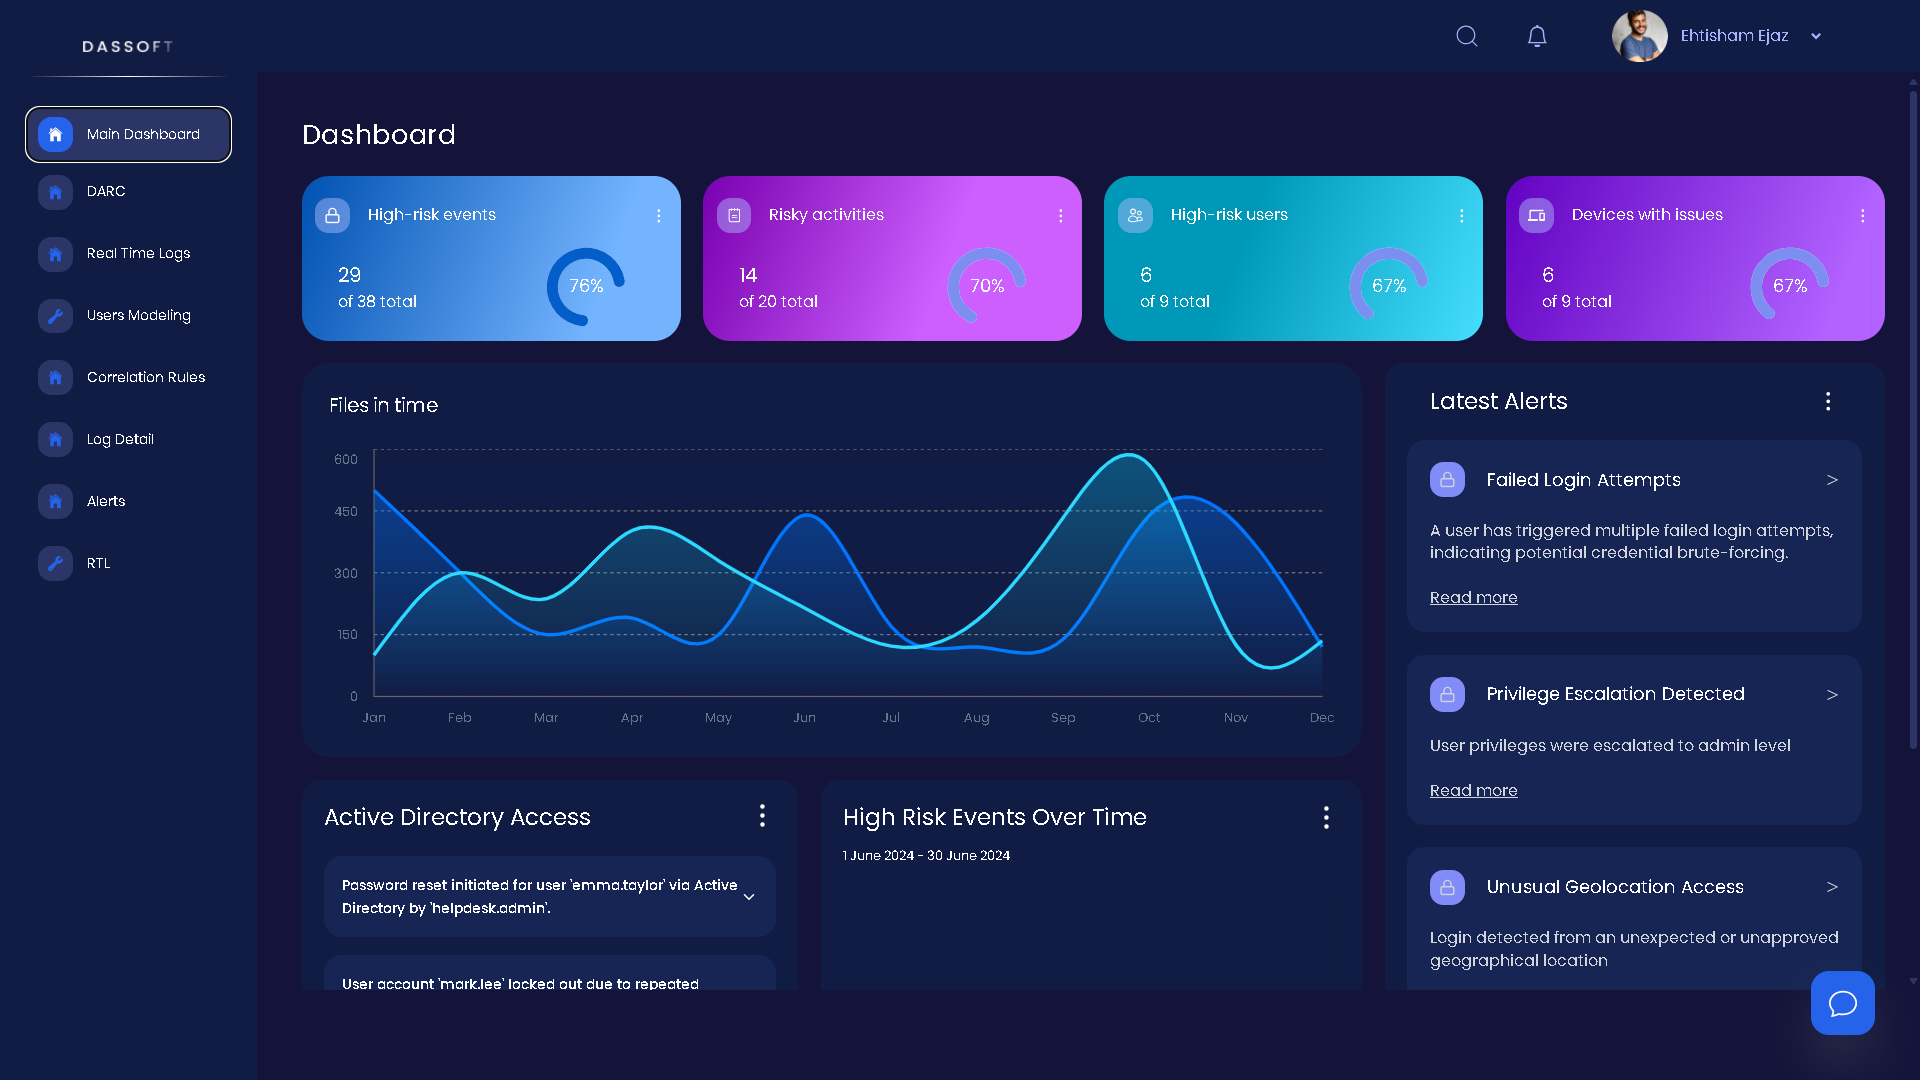 DASSOFT
Ehtisham Ejaz
Main Dashboard
DARC
Real Time Logs
Users Modeling
Correlation Rules
Log Detail
Alerts
RTL
Dashboard
High-risk events
29
of 38 total
76%
Risky activities
14
of 20 total
70%
High-risk users
6
of 9 total
67%
Devices with issues
6
of 9 total
67%
Files in time
600
450
300
150
0
Jan Feb Mar Apr May Jun Jul Aug Sep Oct Nov Dec
Latest Alerts
Failed Login Attempts >
A user has triggered multiple failed login attempts,
indicating potential credential brute-forcing.
Read more
Privilege Escalation Detected >
User privileges were escalated to admin level
Read more
Unusual Geolocation Access >
Login detected from an unexpected or unapproved
geographical location
Active Directory Access
Password reset initiated for user 'emma.taylor' via Active
Directory by 'helpdesk.admin'.
User account 'mark.lee' locked out due to repeated
High Risk Events Over Time
1 June 2024 - 30 June 2024